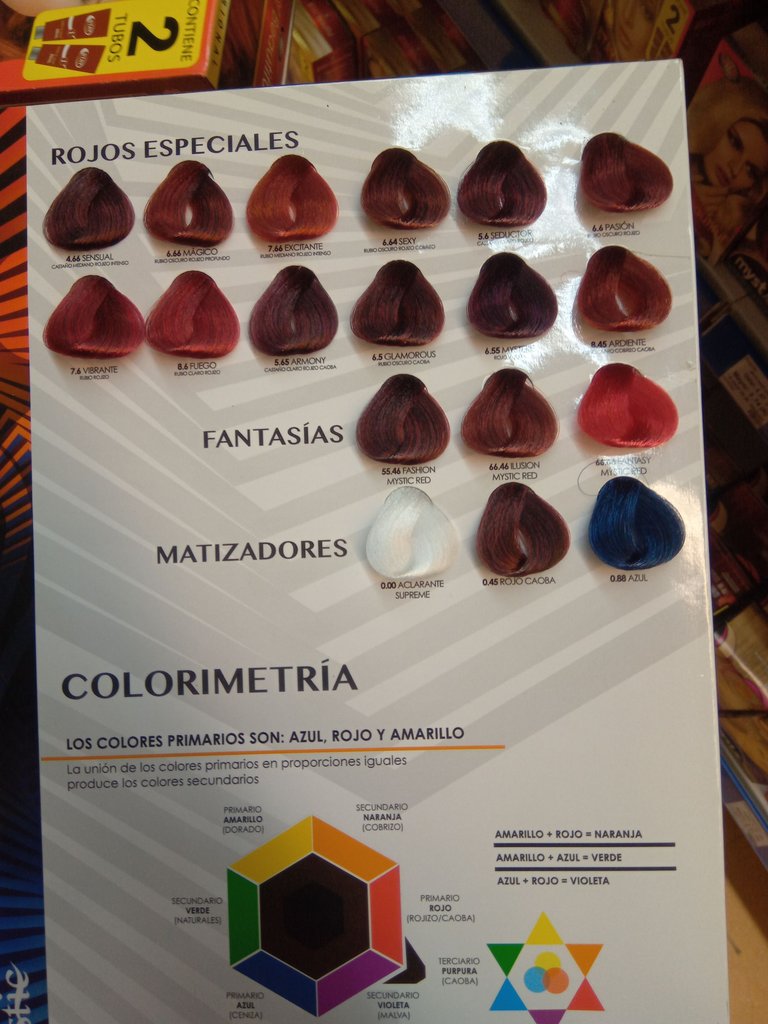 CONTIENE
2
TUBOS
ROJOS ESPECIALES
4.66 SENSUAL
CASTAÑO MEDIANO ROJIZO INTENSO
6.66 MÁGICO
RUBIO OSCURO ROJIZO PROFUNDO
7.66 EXCITANTE
RUBIO MEDIANO ROJIZO INTENSO
6.64 SEXY
RUBIO OSCURO ROJIZO COBRIZO
5.6 SEDUCTOR
6.6 PASIÓN
RUBIO OSCURO ROJIZO
7.6 VIBRANTE
RUBIO ROJIZO
8.6 FUEGO
RUBIO CLARO ROJIZO
5.65 ARMONY
CASTAÑO CLARO ROJIZO CAOBA
6.5 GLAMOROUS
RUBIO OSCURO CAOBA
6.55
8.45 ARDIENTE
COBRIZO CAOBA
FANTASÍAS
55.46 FASHION
MYSTIC RED
66.46 ILUSION
MYSTIC RED
FANTASY
MYSTIC RED
MATIZADORES
0.00 ACLARANTE
SUPREME
0.45 ROJO CAOBA
0.88 AZUL
COLORIMETRÍA
LOS COLORES PRIMARIOS SON: AZUL, ROJO Y AMARILLO
La unión de los colores primarios en proporciones iguales
produce los colores secundarios
PRIMARIO
AMARILLO
(DORADO)
SECUNDARIO
NARANJA
(COBRIZO)
SECUNDARIO
VERDE
(NATURALES)
PRIMARIO
ROJO
(ROJIZO/CAOBA)
PRIMARIO
AZUL
(CENIZA)
SECUNDARIO
VIOLETA
(MALVA)
AMARILLO + ROJO = NARANJA
AMARILLO + AZUL = VERDE
AZUL + ROJO = VIOLETA
TERCIARIO
PURPURA
(CAOBA)